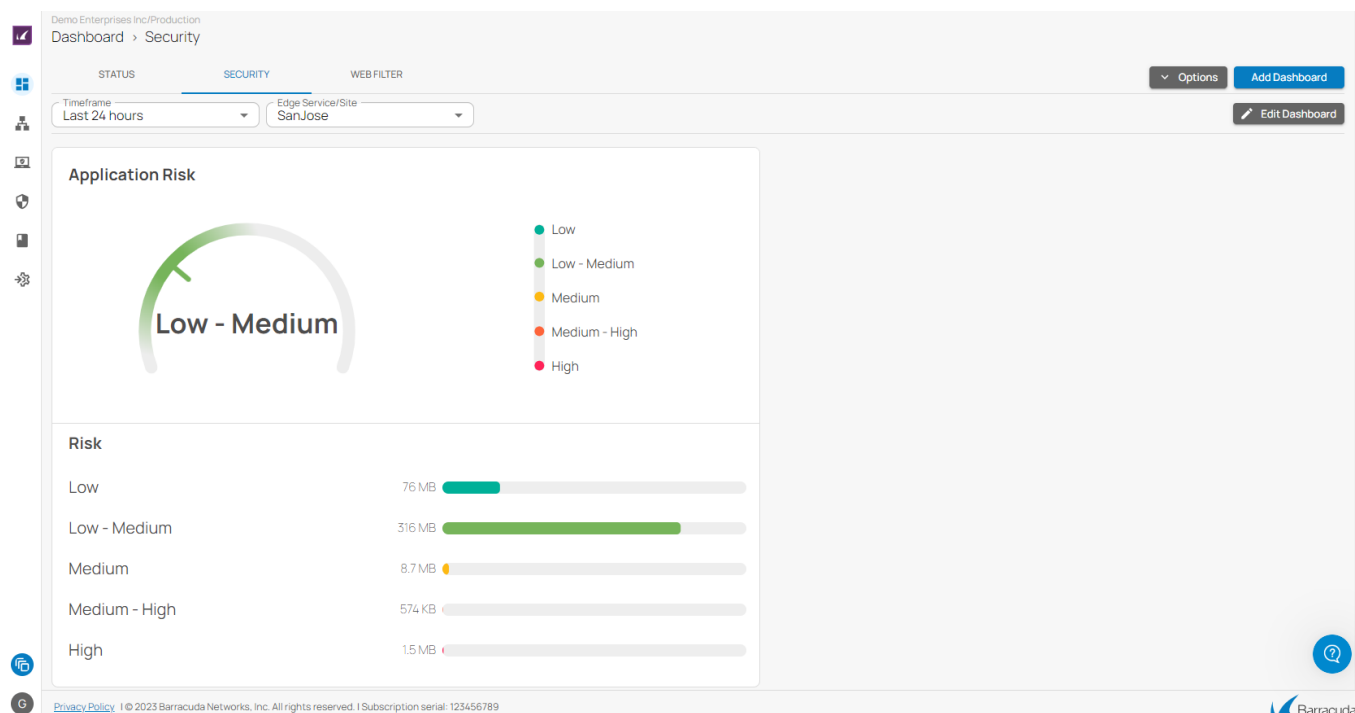 Demo Enterprises Inc/Production
Dashboard > Security
STATUS SECURITY WEB FILTER
Options Add Dashboard
Timeframe
Last 24 hours
Edge Service/Site
SanJose
Edit Dashboard
Application Risk
Low - Medium
Low
Low - Medium
Medium
Medium - High
High
Risk
Low 76 MB
Low - Medium 316 MB
Medium 8.7 MB
Medium - High 574 KB
High 1.5 MB
G
Privacy Policy | © 2023 Barracuda Networks, Inc. All rights reserved. | Subscription serial: 123456789
Barracuda